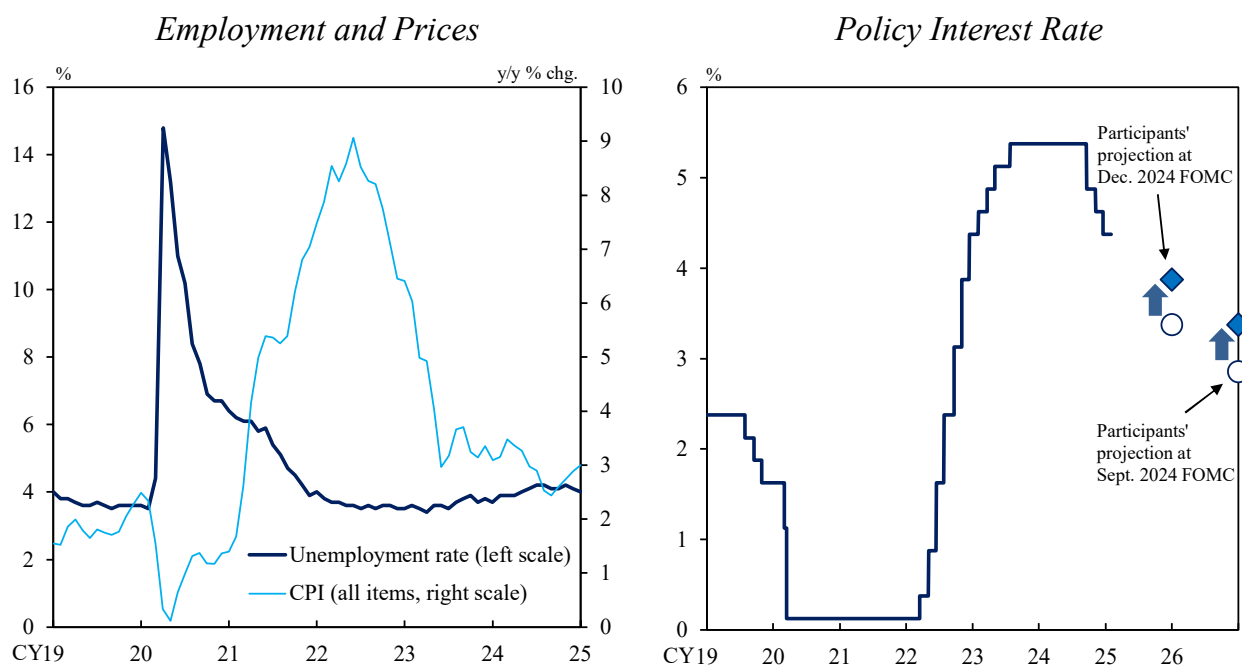 Employment and Prices
% y/y % chg.
16 10
14 9
12 8
10 7
8 6
6 5
4 4
2 3
0 2
1
0
Unemployment rate (left scale)
CPI (all items, right scale)
CY19 20 21 22 23 24 25
Policy Interest Rate
%
6
5
4
3
2
1
0
Participants'
projection at
Dec. 2024 FOMC
Participants'
projection at
Sept. 2024 FOMC
CY19 20 21 22 23 24 25 26